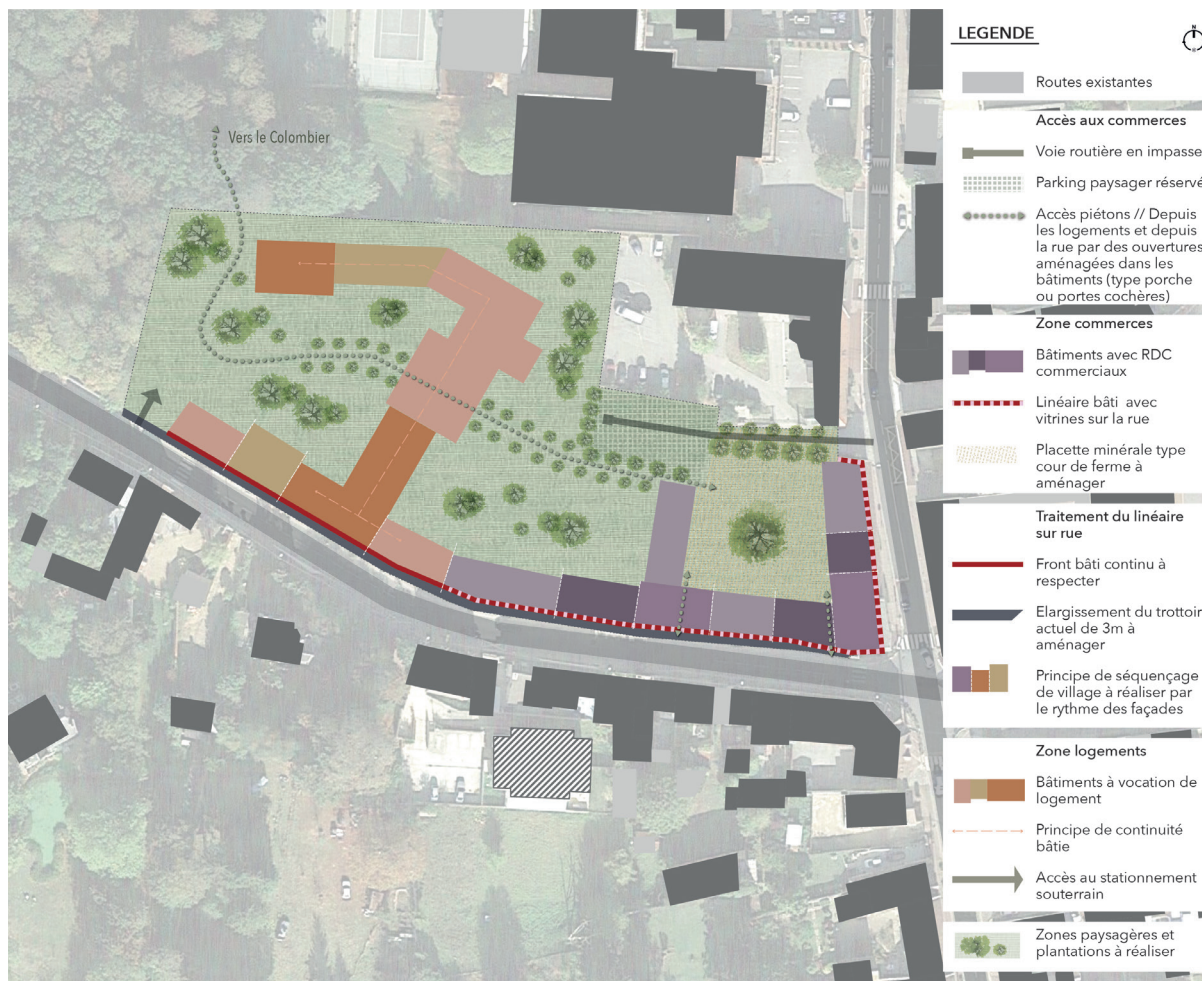 Vers le Colombier
LEGENDE
N
Routes existantes
Accès aux commerces
Voie routière en impasse
Parking paysager réservé
Accès piétons // Depuis
les logements et depuis
la rue par des ouvertures
aménagées dans les
bâtiments (type porche
ou portes cochères)
Zone commerces
Bâtiments avec RDC
commerciaux
Linéaire bâti avec
vitrines sur la rue
Placette minérale type
cour de ferme à
aménager
Traitement du linéaire
sur rue
Front bâti continu à
respecter
Elargissement du trottoir
actuel de 3m à
aménager
Principe de séquençage
de village à réaliser par
le rythme des façades
Zone logements
Bâtiments à vocation de
logement
Principe de continuité
bâtie
Accès au stationnement
souterrain
Zones paysagères et
plantations à réaliser